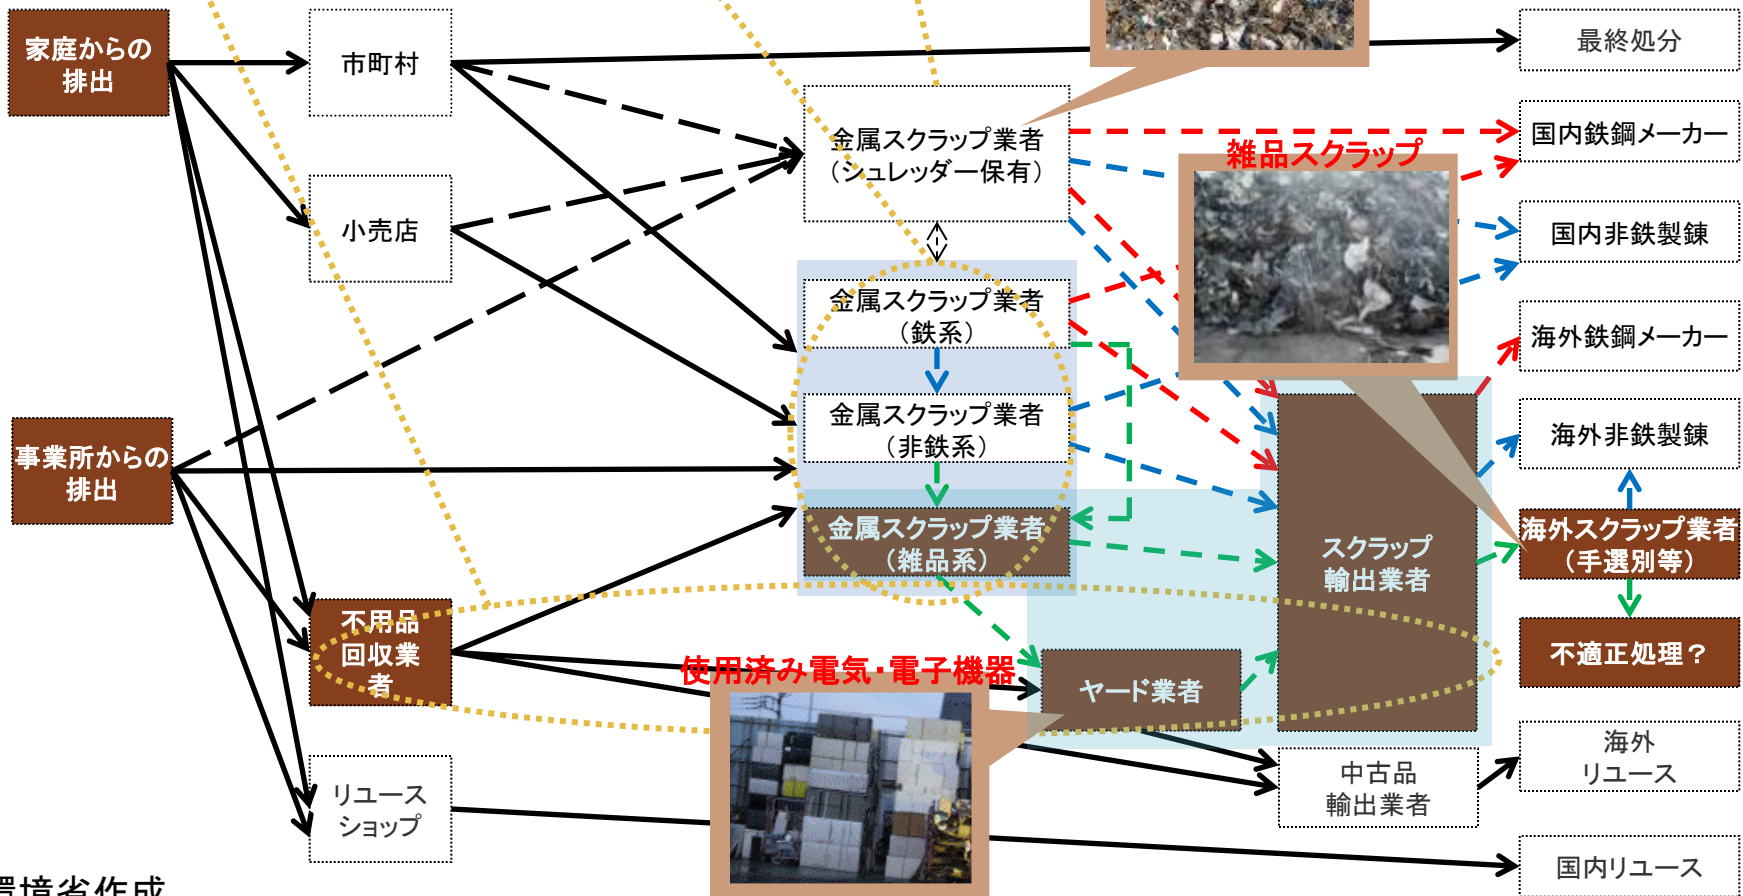 家庭からの
排出
市町村
最終処分
金属スクラップ業者
（シュレッダー保有）
国内鉄鋼メーカー
雑品スクラップ
小売店
国内非鉄製錬
金属スクラップ業者
（鉄系）
海外鉄鋼メーカー
金属スクラップ業者
（非鉄系）
海外非鉄製錬
事業所からの
排出
金属スクラップ業者
（雑品系）
スクラップ
輸出業者
海外スクラップ業者
（手選別等）
不用品
回収業
者
使用済み電気・電子機器
ヤード業者
不適正処理？
リユース
ショップ
中古品
輸出業者
海外
リユース
国内リユース
環境省作成